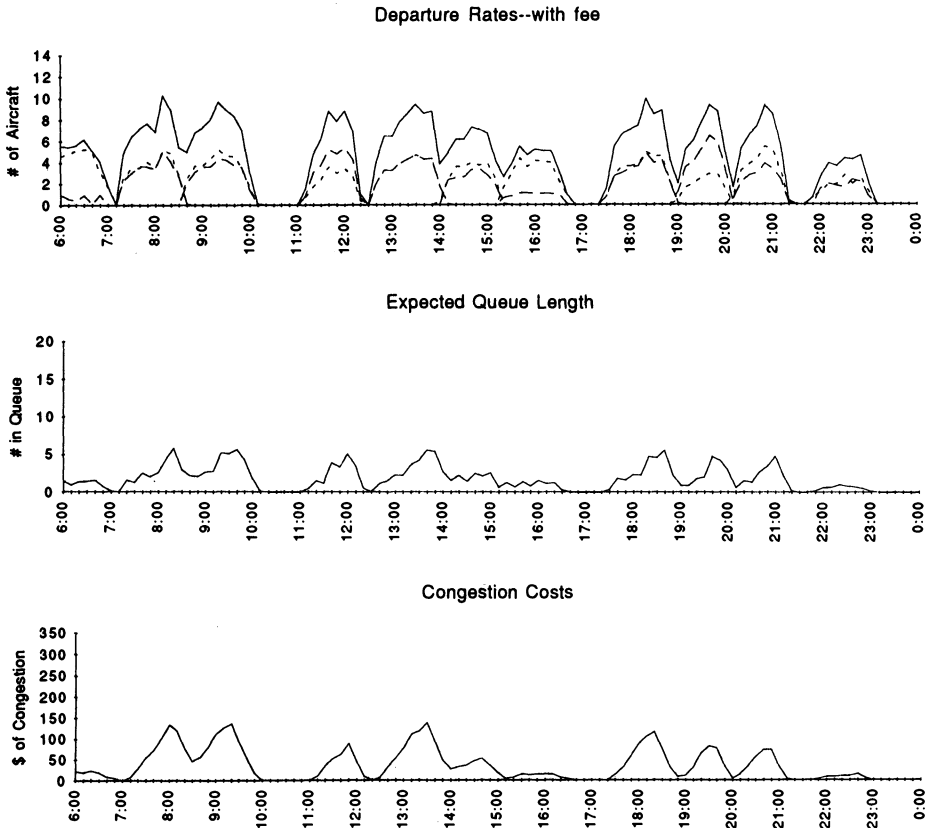 Departure Rates--with fee
# of Aircraft
14
12
10
8
6
4
2
0
6:00 7:00 8:00 9:00 10:00 11:00 12:00 13:00 14:00 15:00 16:00 17:00 18:00 19:00 20:00 21:00 22:00 23:00 0:00
Expected Queue Length
# in Queue
20
15
10
5
0
6:00 7:00 8:00 9:00 10:00 11:00 12:00 13:00 14:00 15:00 16:00 17:00 18:00 19:00 20:00 21:00 22:00 23:00 0:00
Congestion Costs
$ of Congestion
350
300
250
200
150
100
50
0
6:00 7:00 8:00 9:00 10:00 11:00 12:00 13:00 14:00 15:00 16:00 17:00 18:00 19:00 20:00 21:00 22:00 23:00 0:00